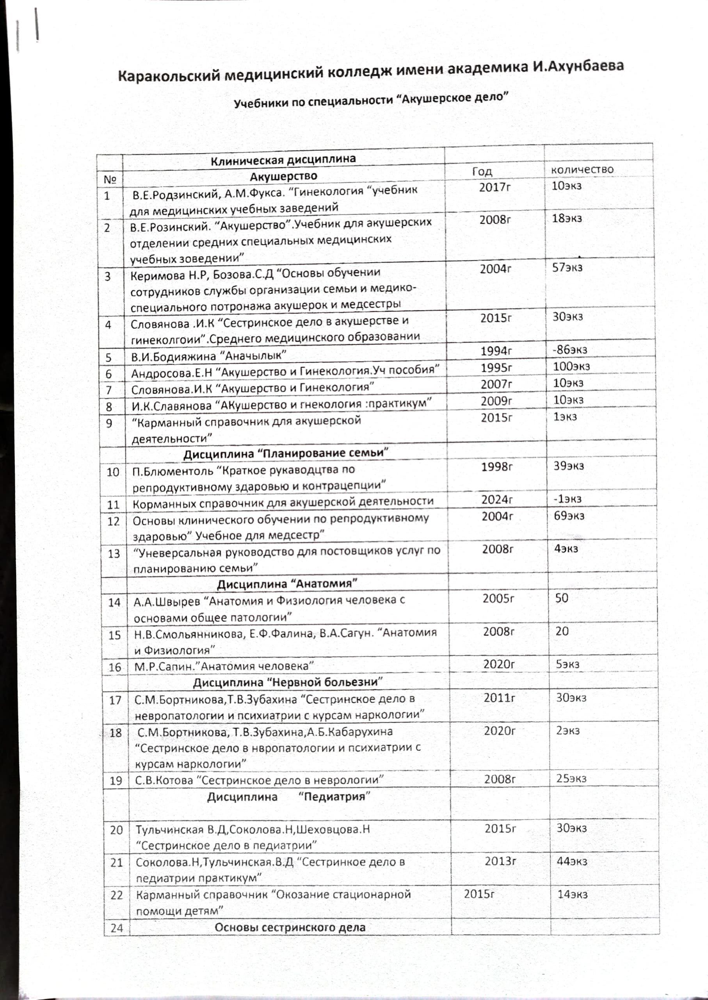 Каракольский медицинский колледж имени академика И.Ахунбаева
Учебники по специальности “Акушерское дело”
Клиническая дисциплина
№ Акушерство Год количество
1 В.Е.Родзинский, А.М.Фукса. “Гинекология “учебник 2017г 10экз
для медицинских учебных заведений
2 В.Е.Розинский. “Акушерство”.Учебник для акушерских 2008г 18экз
отделении средних специальных медицинских
учебных зоведении”
3 Керимова Н.Р, Бозова.С.Д “Основы обучении 2004г 57экз
сотрудников службы организации семьи и медико-
специального потронажа акушерок и медсестры
4 Словянова .И.К “Сестринское дело в акушерстве и 2015г 30экз
гинеколгоии”.Среднего медицинского образовании
5 В.И.Бодияжина “Аначылык” 1994г -86экз
6 Андросова.Е.Н “Акушерство и Гинекология.Уч пособия” 1995г 100экз
7 Словянова.И.К “Акушерство и Гинекология” 2007г 10экз
8 И.К.Славянова “АКушерство и гнекология :практикум” 2009г 10экз
9 “Карманный справочник для акушерской 2015г 1экз
деятельности”
Дисциплина “Планирование семьи”
10 П.Блюментоль “Краткое рукаводцтва по 1998г 39экз
репродуктивному здаровью и контрацепции”
11 Корманных справочник для акушерской деятельности 2024г -1экз
12 Основы клинического обучении по репродуктивному 2004г 69экз
здаровью” Учебное для медсестр”
13 “Уневерсальная руководство для постовщиков услуг по 2008г 4экз
планированию семьи”
Дисциплина “Анатомия”
14 А.А.Швырев “Анатомия и Физиология человека с 2005г 50
основами общее патологии”
15 Н.В.Смольянникова, Е.Ф.Фалина, В.А.Сагун. “Анатомия 2008г 20
и Физиология”
16 М.Р.Сапин.”Анатомия человека” 2020г 5экз
Дисциплина “Нервной больезни”
17 С.М.Бортникова,Т.В.Зубахина “Сестринское дело в 2011г 30экз
невропатологии и психиатрии с курсам наркологии”
18 С.М.Бортникова, Т.В.Зубахина,А.Б.Кабарухина 2020г 2экз
“Сестринское дело в нвропатологии и психиатрии с
курсам наркологии”
19 С.В.Котова “Сестринское дело в неврологии” 2008г 25экз
Дисциплина “Педиатрия”
20 Тульчинская В.Д,Соколова.Н,Шеховцова.Н 2015г 30экз
“Сестринское дело в педиатрии”
21 Соколова.Н,Тульчинская.В.Д “Сестринкое дело в 2013г 44экз
педиатрии практикум”
22 Карманный справочник “Окозание стационарной 2015г 14экз
помощи детям”
24 Основы сестринского дела